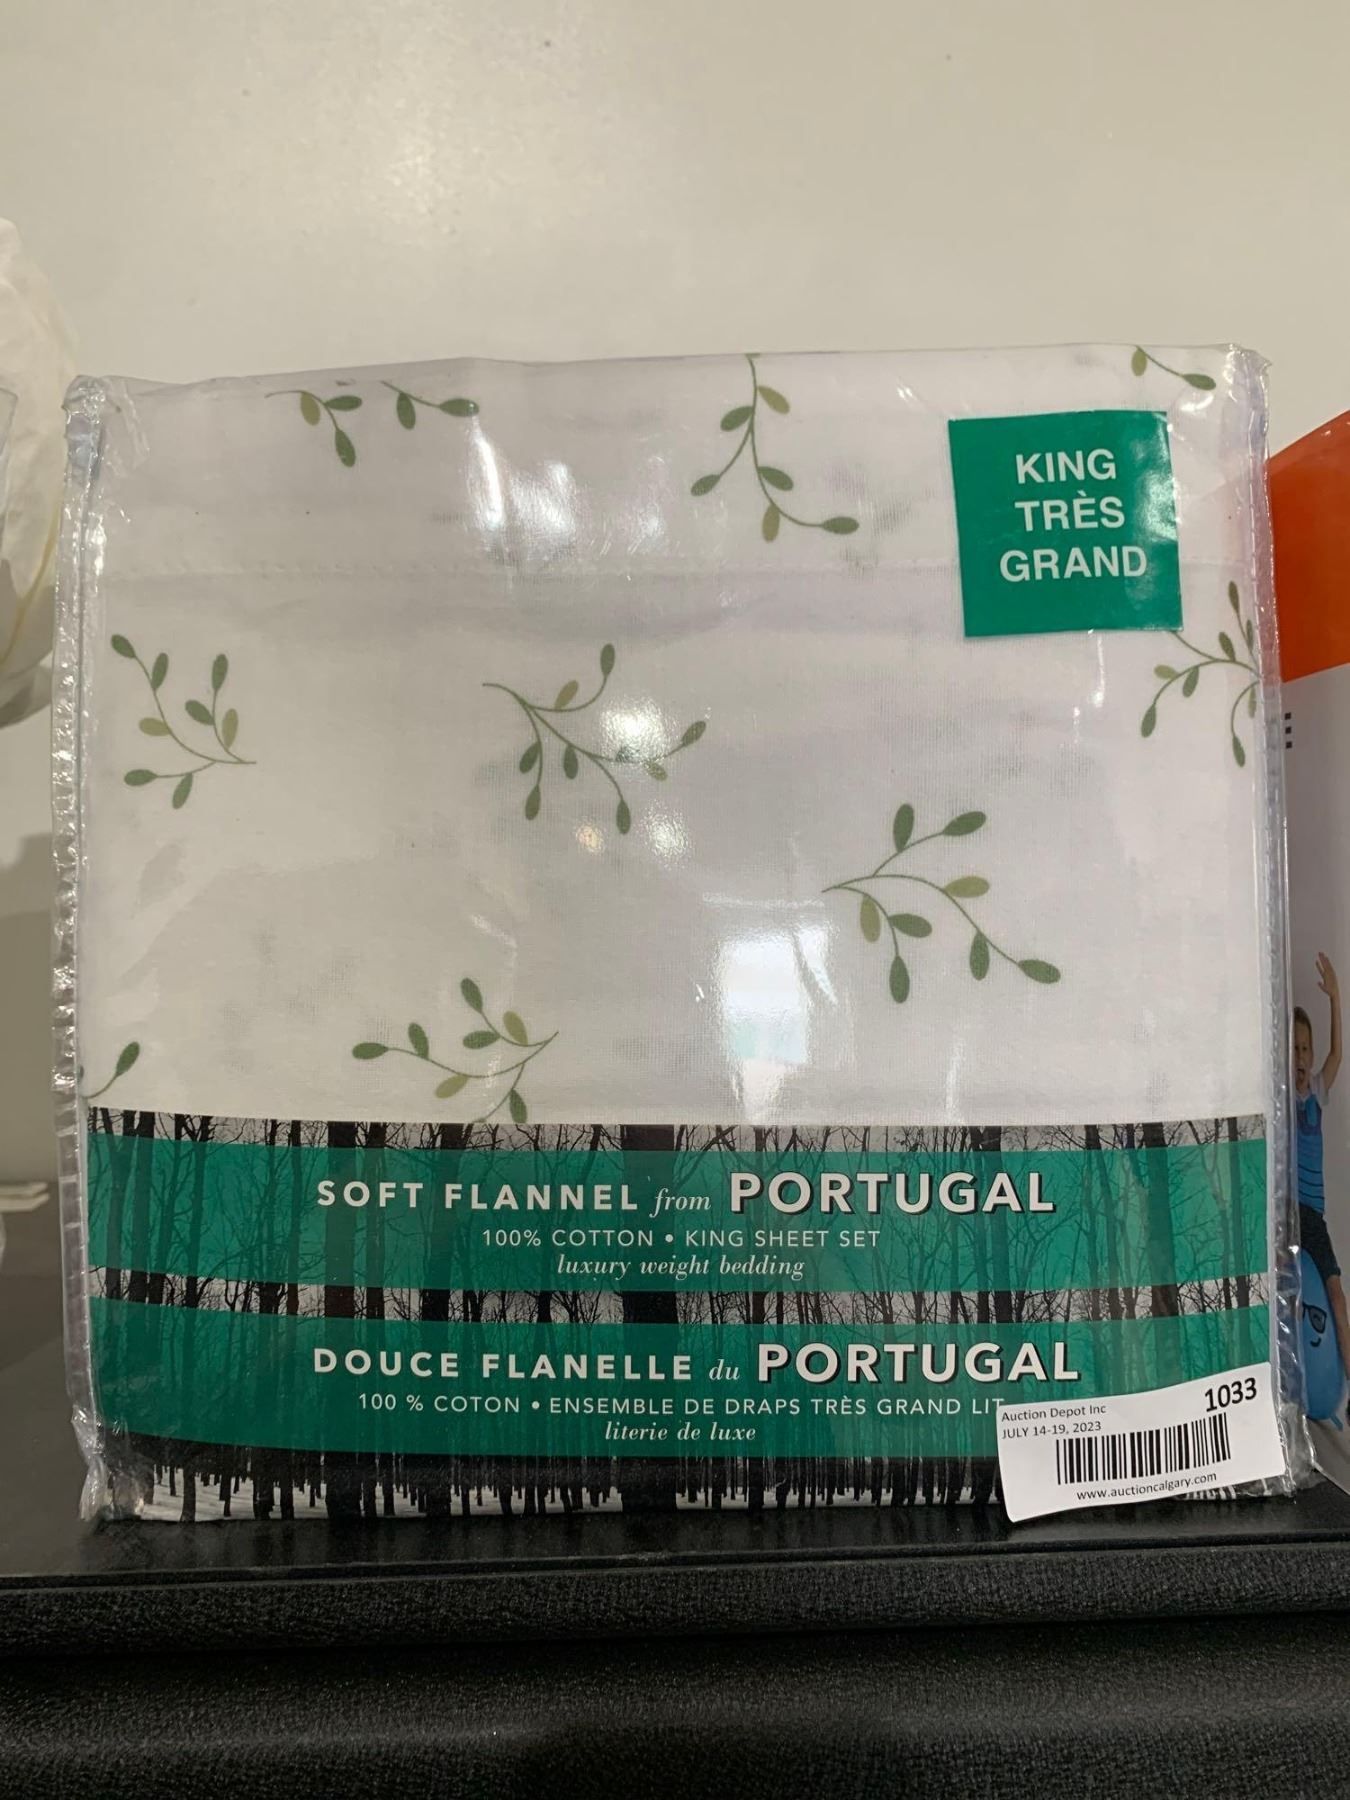 KING
TRÈS
GRAND
SOFT FLANNEL from PORTUGAL
100% COTTON • KING SHEET SET
luxury weight bedding
DOUCE FLANELLE du PORTUGAL
100 % COTON • ENSEMBLE DE DRAPS TRÈS GRAND LIT
literie de luxe
Auction Depot Inc
1033
JULY 14-19, 2023
www.auctioncalgary.com